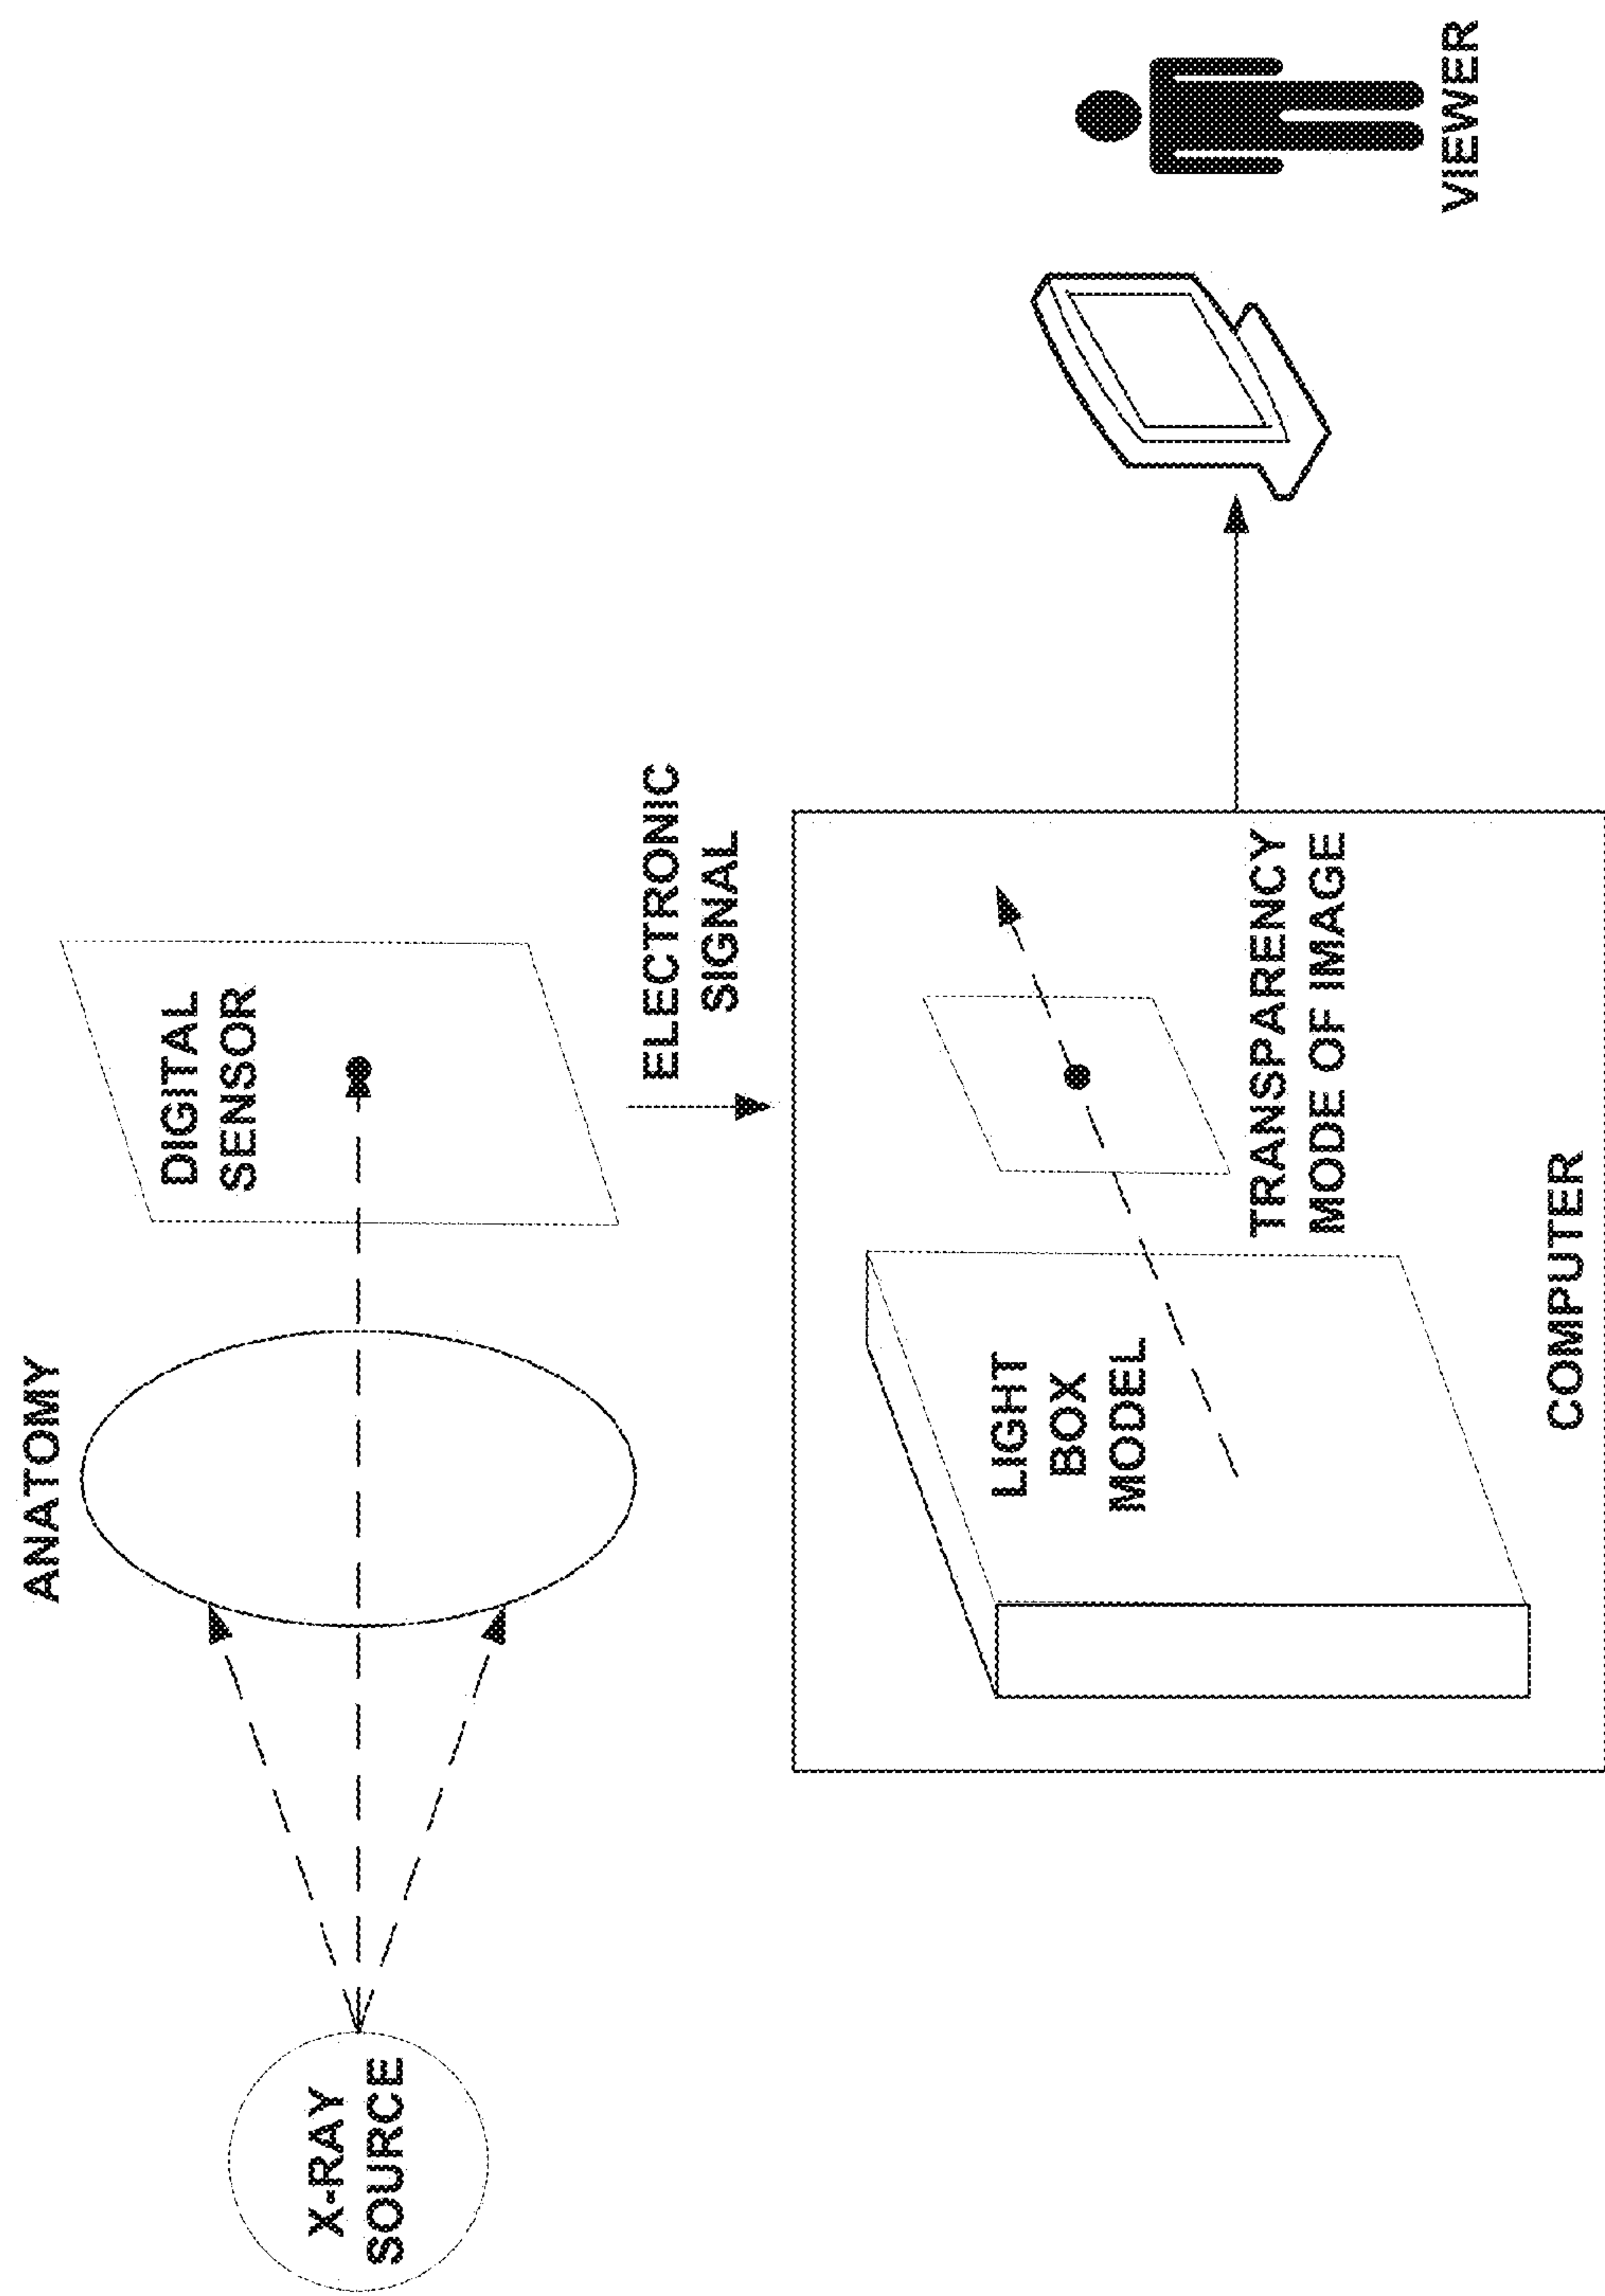 X-RAY
SOURCE
ANATOMY
DIGITAL
SENSOR
ELECTRONIC
SIGNAL
LIGHT
BOX
MODEL
TRANSPARENCY
MODE OF IMAGE
COMPUTER
VIEWER